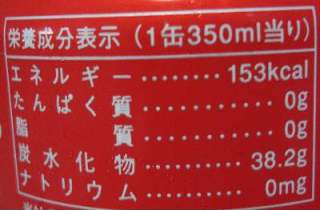 栄養成分表示(1缶350ml当り)
エネルギー………153kcal
たんぱく質…………0g
脂質…………0g
炭水化物…………38.2g
ナトリウム…………0mg